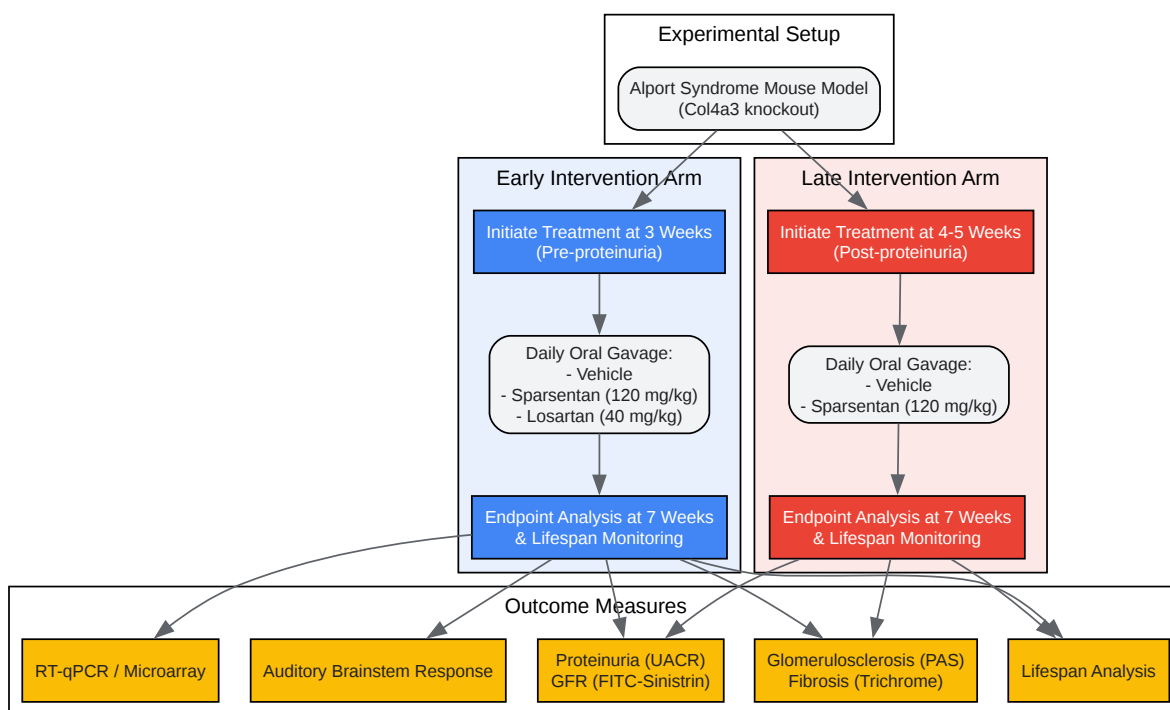 Experimental Setup
Alport Syndrome Mouse Model
(Col4a3 knockout)
Early Intervention Arm
Initiate Treatment at 3 Weeks
(Pre-proteinuria)
Daily Oral Gavage:
- Vehicle
- Sparsentan (120 mg/kg)
- Losartan (40 mg/kg)
Endpoint Analysis at 7 Weeks
& Lifespan Monitoring
Late Intervention Arm
Initiate Treatment at 4-5 Weeks
(Post-proteinuria)
Daily Oral Gavage:
- Vehicle
- Sparsentan (120 mg/kg)
Endpoint Analysis at 7 Weeks
& Lifespan Monitoring
Outcome Measures
RT-qPCR / Microarray
Auditory Brainstem Response
Proteinuria (UACR)
GFR (FITC-Sinistrin)
Glomerulosclerosis (PAS)
Fibrosis (Trichrome)
Lifespan Analysis